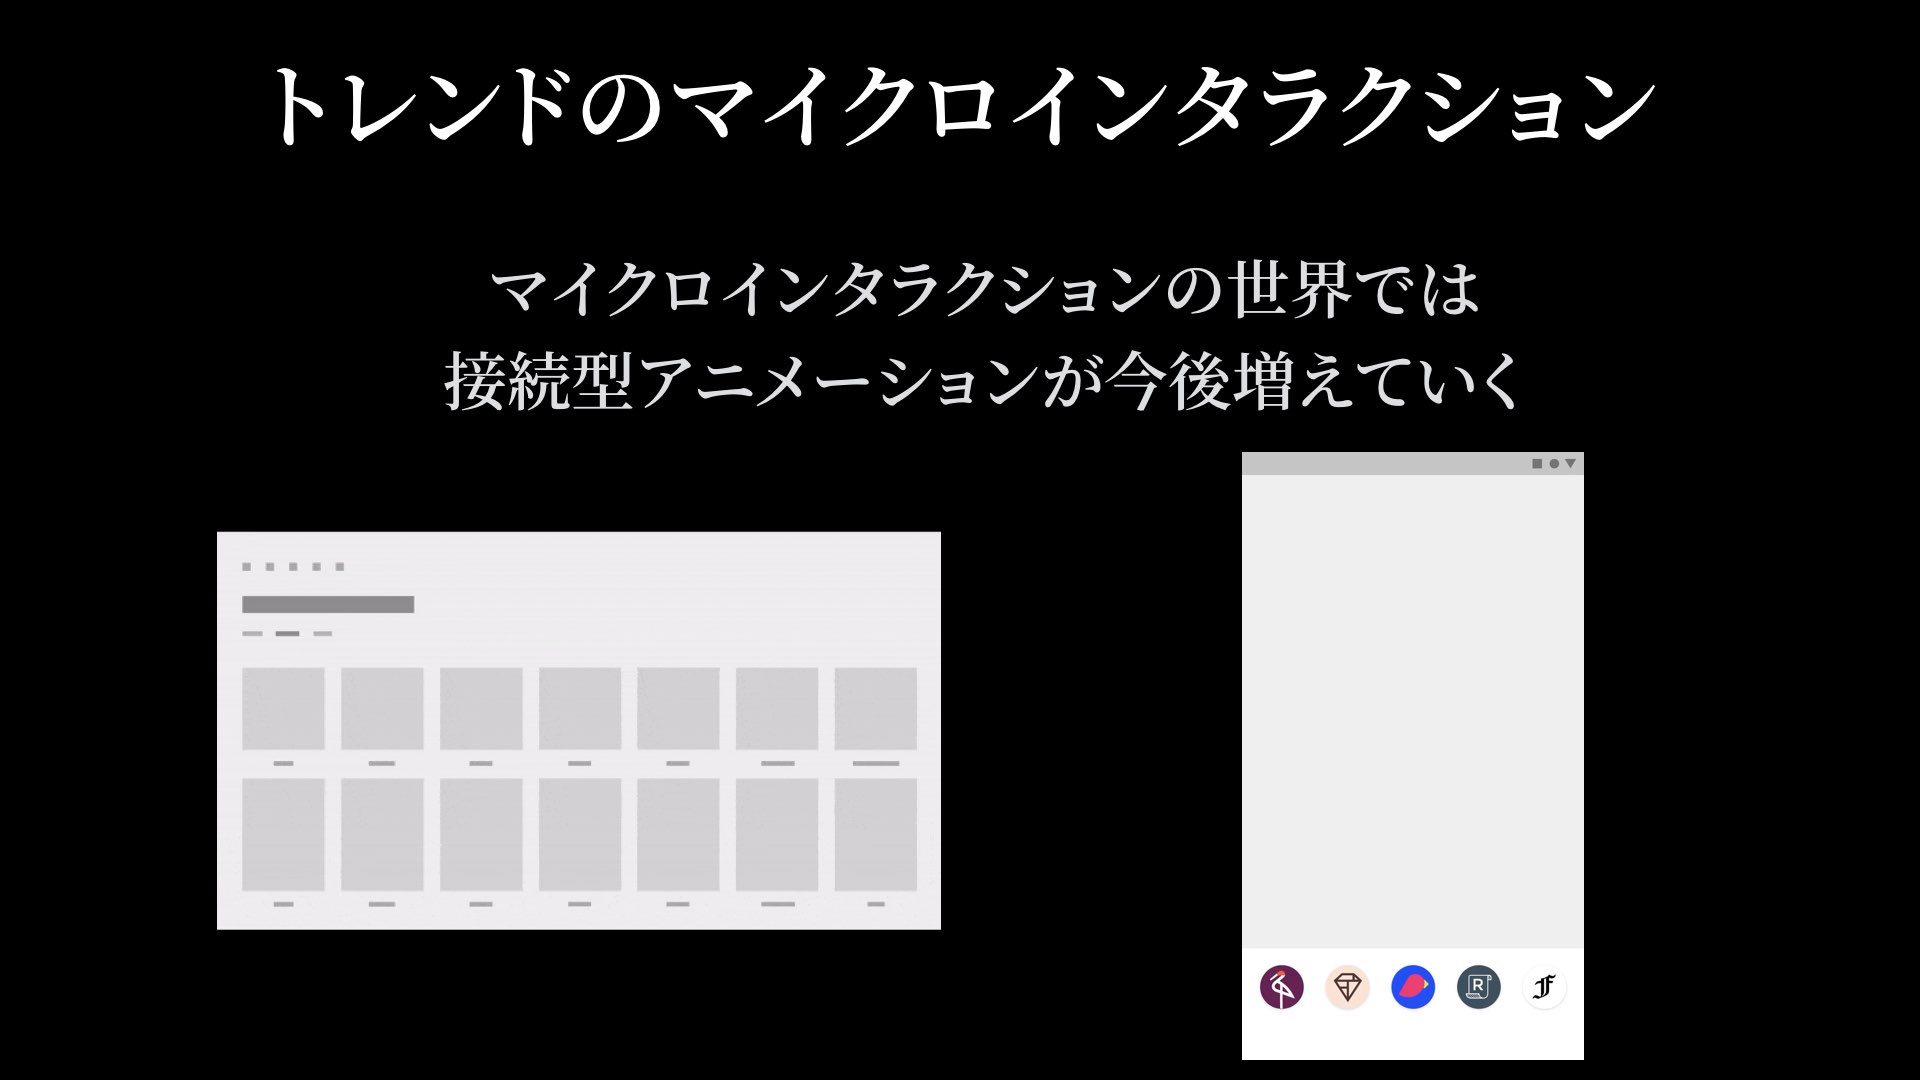 トレンドのマイクロインタラクション
マイクロインタラクションの世界では
接続型アニメーションが今後増えていく
R
F